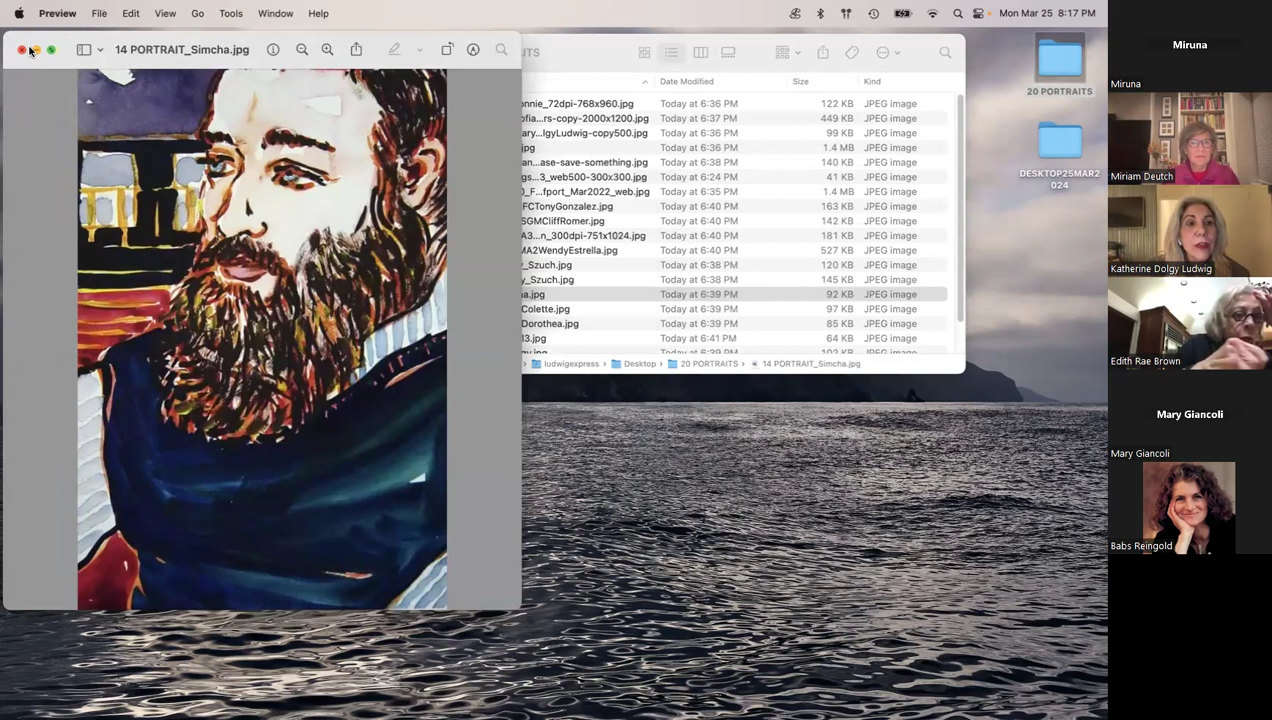 Preview File Edit View Go Tools Window Help Mon Mar 25 8:17 PM
14 PORTRAIT_Simcha.jpg
Date Modified Size Kind
onnie_72dpi-768x960.jpg Today at 6:36 PM 122 KB JPEG image
ofia...rs-copy-2000x1200.jpg Today at 6:37 PM 449 KB JPEG image
ary...lgyLudwig-copy500.jpg Today at 6:36 PM 99 KB JPEG image
jpg Today at 6:36 PM 1.4 MB JPEG image
an...ase-save-something.jpg Today at 6:38 PM 140 KB JPEG image
gs...3_web500-300x300.jpg Today at 6:24 PM 41 KB JPEG image
0_F...fport_Mar2022_web.jpg Today at 6:35 PM 1.4 MB JPEG image
FCTonyGonzalez.jpg Today at 6:40 PM 163 KB JPEG image
SGMCliffRomer.jpg Today at 6:40 PM 142 KB JPEG image
A3...n_300dpi-751x1024.jpg Today at 6:40 PM 181 KB JPEG image
MA2WendyEstrella.jpg Today at 6:40 PM 527 KB JPEG image
y_Szuch.jpg Today at 6:38 PM 120 KB JPEG image
y_Szuch.jpg Today at 6:38 PM 145 KB JPEG image
ha.jpg Today at 6:39 PM 92 KB JPEG image
Colette.jpg Today at 6:39 PM 97 KB JPEG image
Dorothea.jpg Today at 6:39 PM 85 KB JPEG image
l3.jpg Today at 6:41 PM 64 KB JPEG image
ludwigexpress Desktop 20 PORTRAITS 14 PORTRAIT_Simcha.jpg
20 PORTRAITS
DESKTOP25MAR2
024
Miruna
Miruna
Miriam Deutch
Katherine Dolgy Ludwig
Edith Rae Brown
Mary Giancoli
Mary Giancoli
Babs Reingold